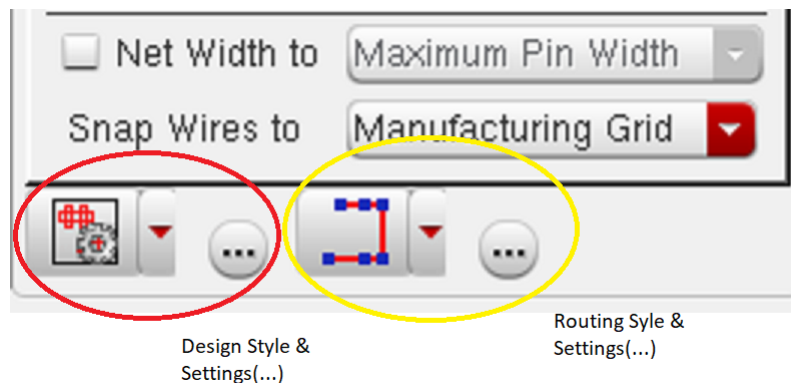 Net Width to
Maximum Pin Width
Snap Wires to
Manufacturing Grid
...
...
Design Style &
Settings(...)
Routing Syle &
Settings(...)